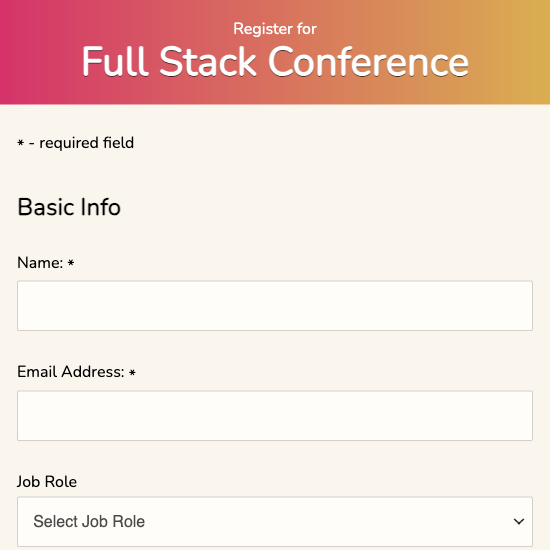 Register for
Full Stack Conference
* - required field
Basic Info
Name: *
Email Address: *
Job Role
Select Job Role